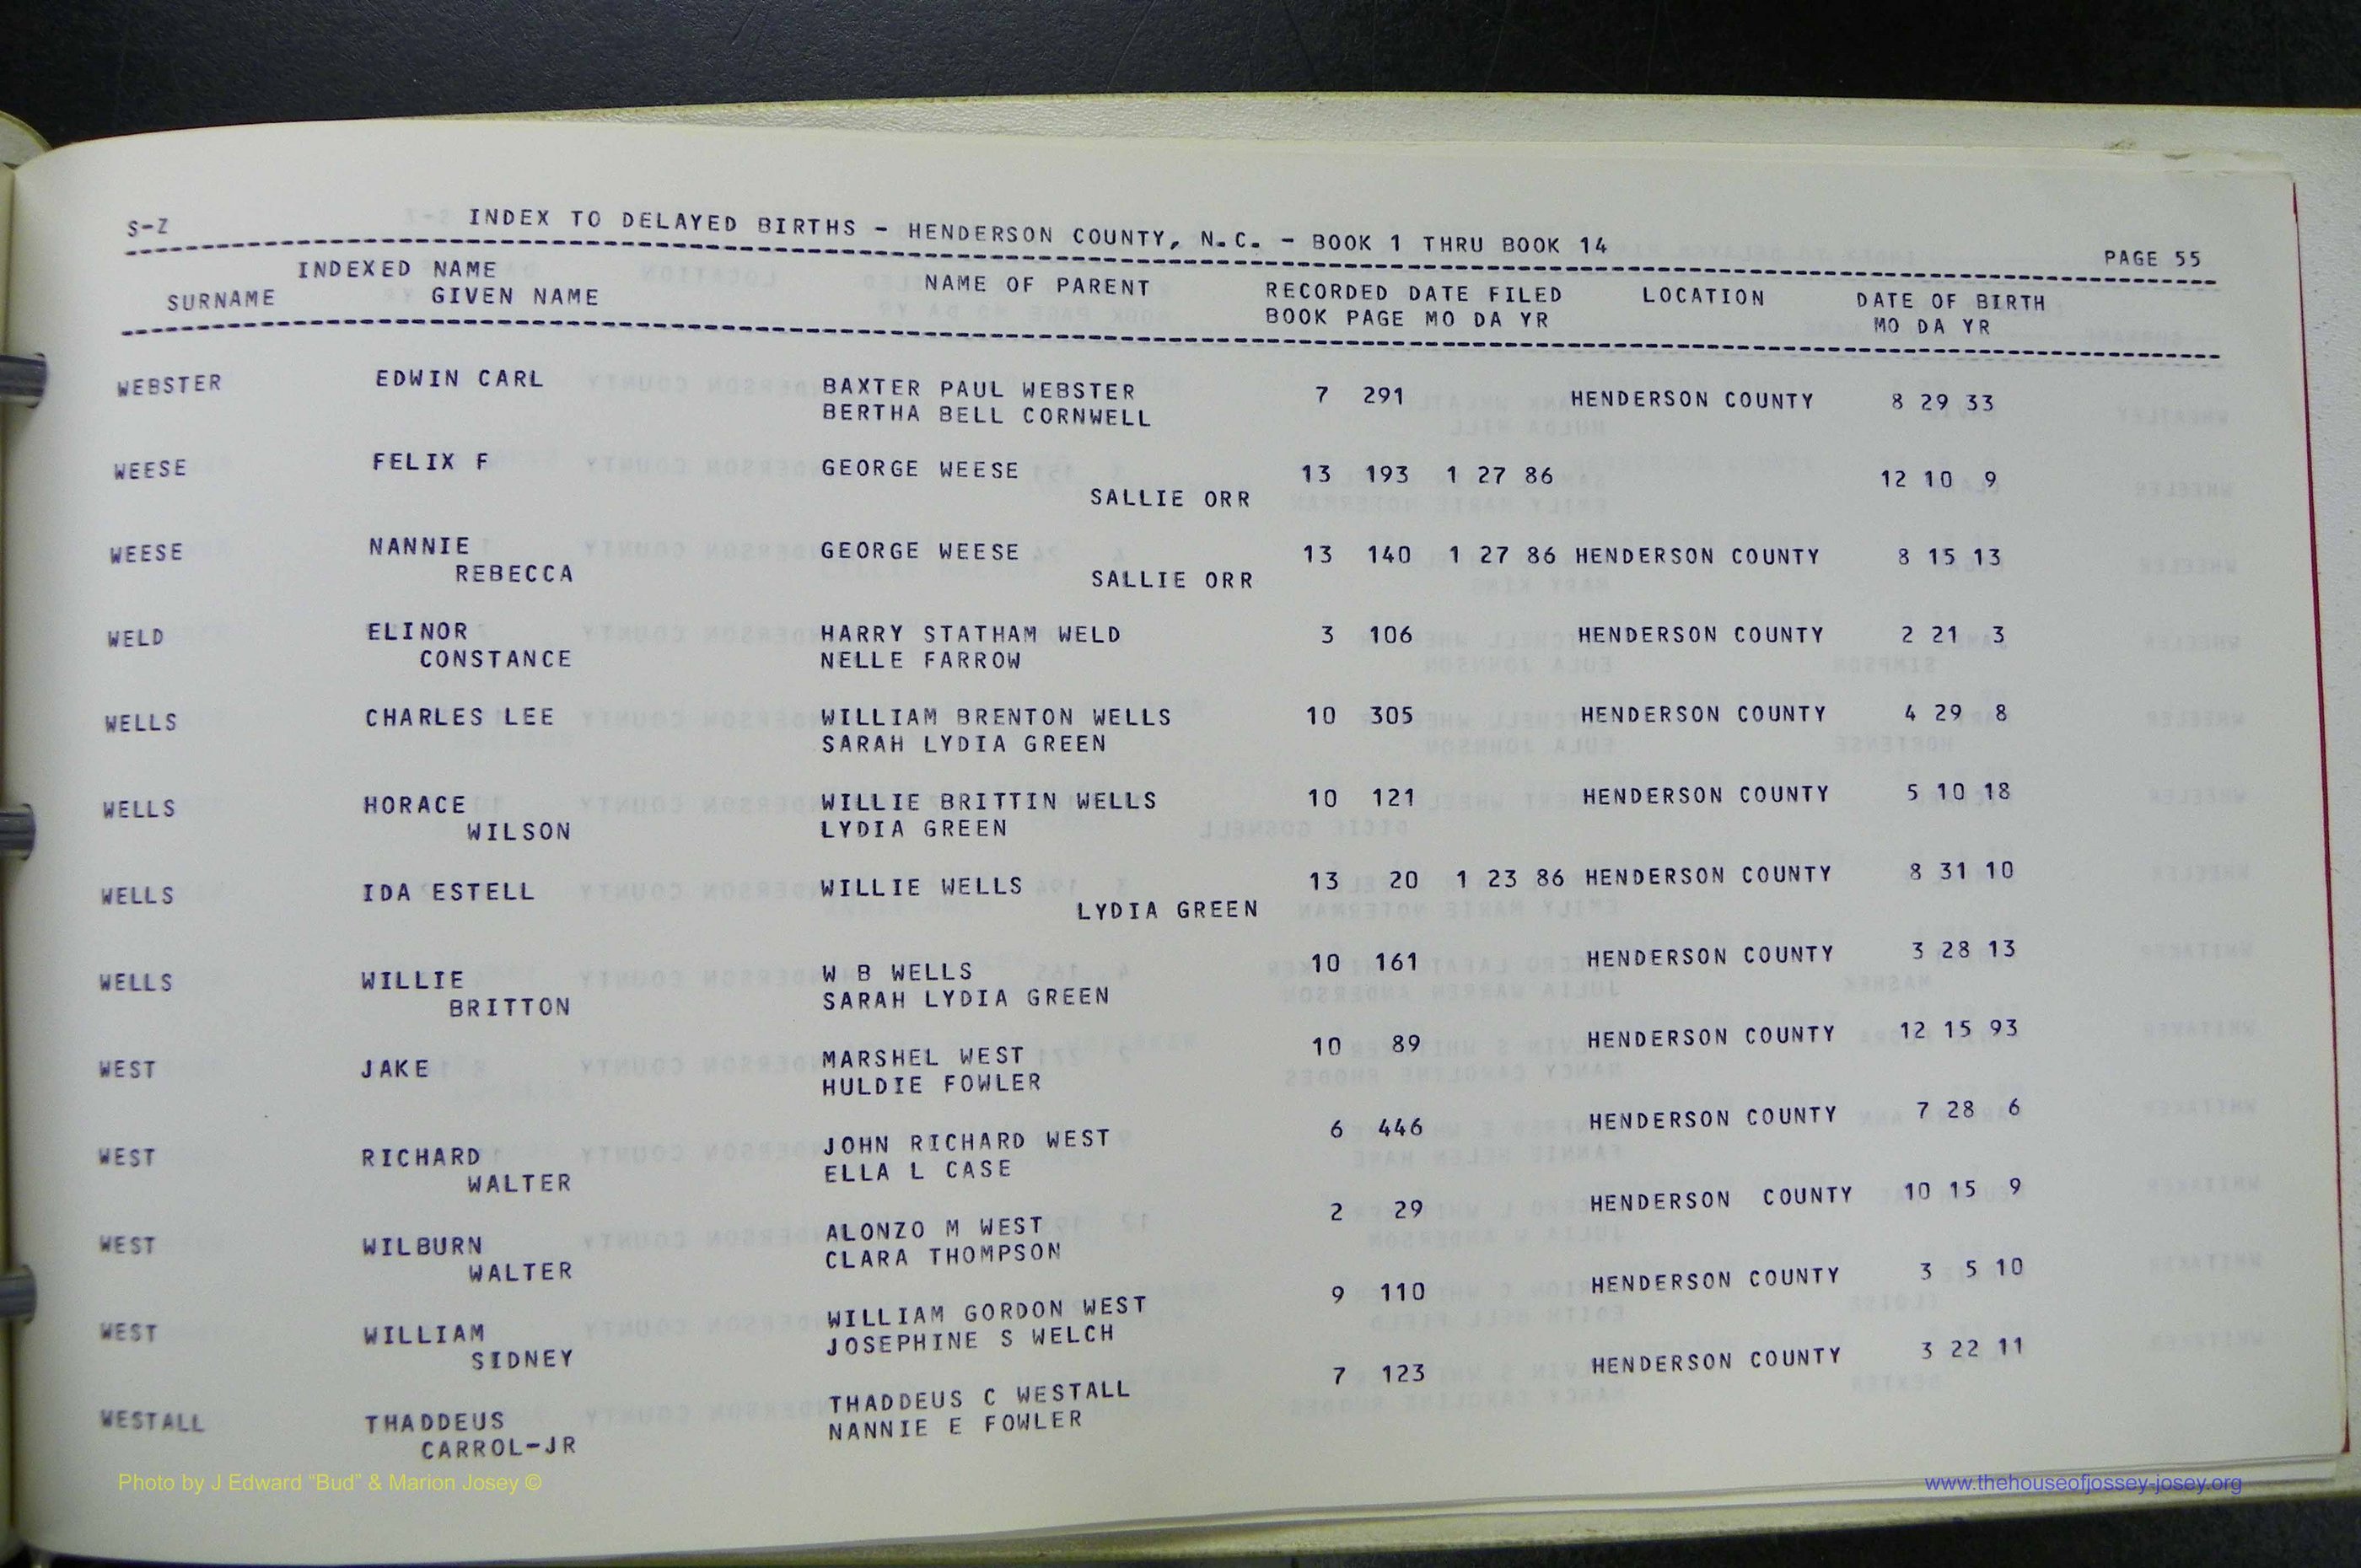 S-Z INDEX TO DELAYED BIRTHS - HENDERSON COUNTY, N.C. - BOOK 1 THRU BOOK 14 PAGE 55
INDEXED NAME NAME OF PARENT RECORDED DATE FILED LOCATION DATE OF BIRTH
SURNAME GIVEN NAME BOOK PAGE MO DA YR MO DA YR
WEBSTER EDWIN CARL BAXTER PAUL WEBSTER 7 291 HENDERSON COUNTY 8 29 33
BERTHA BELL CORNWELL
WEESE FELIX F GEORGE WEESE 13 193 1 27 86 12 10 9
SALLIE ORR
WEESE NANNIE GEORGE WEESE 13 140 1 27 86 HENDERSON COUNTY 8 15 13
REBECCA SALLIE ORR
WELD ELINOR HARRY STATHAM WELD 3 106 HENDERSON COUNTY 2 21 3
CONSTANCE NELLE FARROW
WELLS CHARLES LEE WILLIAM BRENTON WELLS 10 305 HENDERSON COUNTY 4 29 8
SARAH LYDIA GREEN
WELLS HORACE WILLIE BRITTIN WELLS 10 121 HENDERSON COUNTY 5 10 18
WILSON LYDIA GREEN
WELLS IDA ESTELL WILLIE WELLS 13 20 1 23 86 HENDERSON COUNTY 8 31 10
LYDIA GREEN
WELLS WILLIE W B WELLS 10 161 HENDERSON COUNTY 3 28 13
BRITTON SARAH LYDIA GREEN
WEST JAKE MARSHEL WEST 10 89 HENDERSON COUNTY 12 15 93
HULDIE FOWLER
WEST RICHARD JOHN RICHARD WEST 6 446 HENDERSON COUNTY 7 28 6
WALTER ELLA L CASE
WEST WILBURN ALONZO M WEST 2 29 HENDERSON COUNTY 10 15 9
WALTER CLARA THOMPSON
WEST WILLIAM WILLIAM GORDON WEST 9 110 HENDERSON COUNTY 3 5 10
SIDNEY JOSEPHINE S WELCH
WESTALL THADDEUS THADDEUS C WESTALL 7 123 HENDERSON COUNTY 3 22 11
CARROL-JR NANNIE E FOWLER
Photo by J Edward “Bud” & Marion Josey © www.thehouseofjossey-josey.org